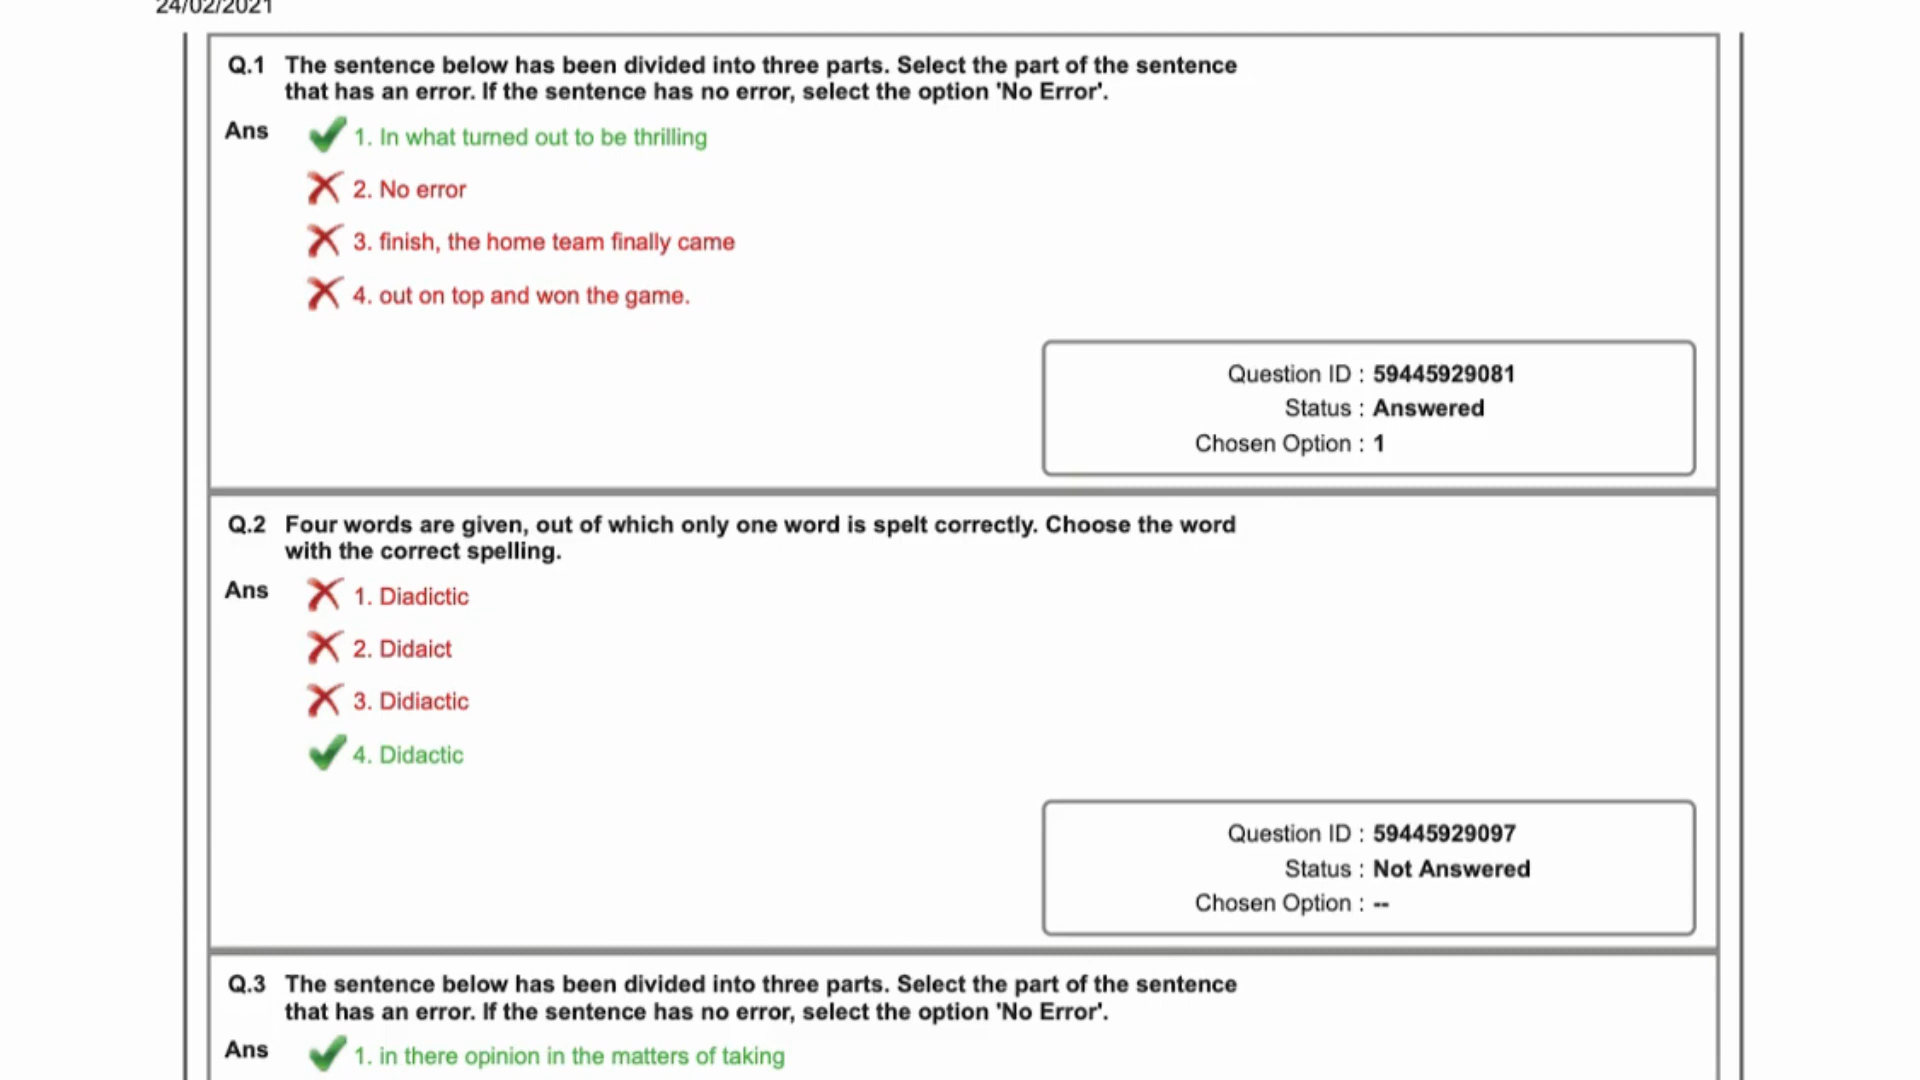 24/02/2021
Q.1 The sentence below has been divided into three parts. Select the part of the sentence
that has an error. If the sentence has no error, select the option 'No Error'.
Ans 1. In what turned out to be thrilling
2. No error
3. finish, the home team finally came
4. out on top and won the game.
Question ID : 59445929081
Status : Answered
Chosen Option : 1
Q.2 Four words are given, out of which only one word is spelt correctly. Choose the word
with the correct spelling.
Ans 1. Diadictic
2. Didaict
3. Didiactic
4. Didactic
Question ID : 59445929097
Status : Not Answered
Chosen Option : --
Q.3 The sentence below has been divided into three parts. Select the part of the sentence
that has an error. If the sentence has no error, select the option 'No Error'.
Ans 1. in there opinion in the matters of taking